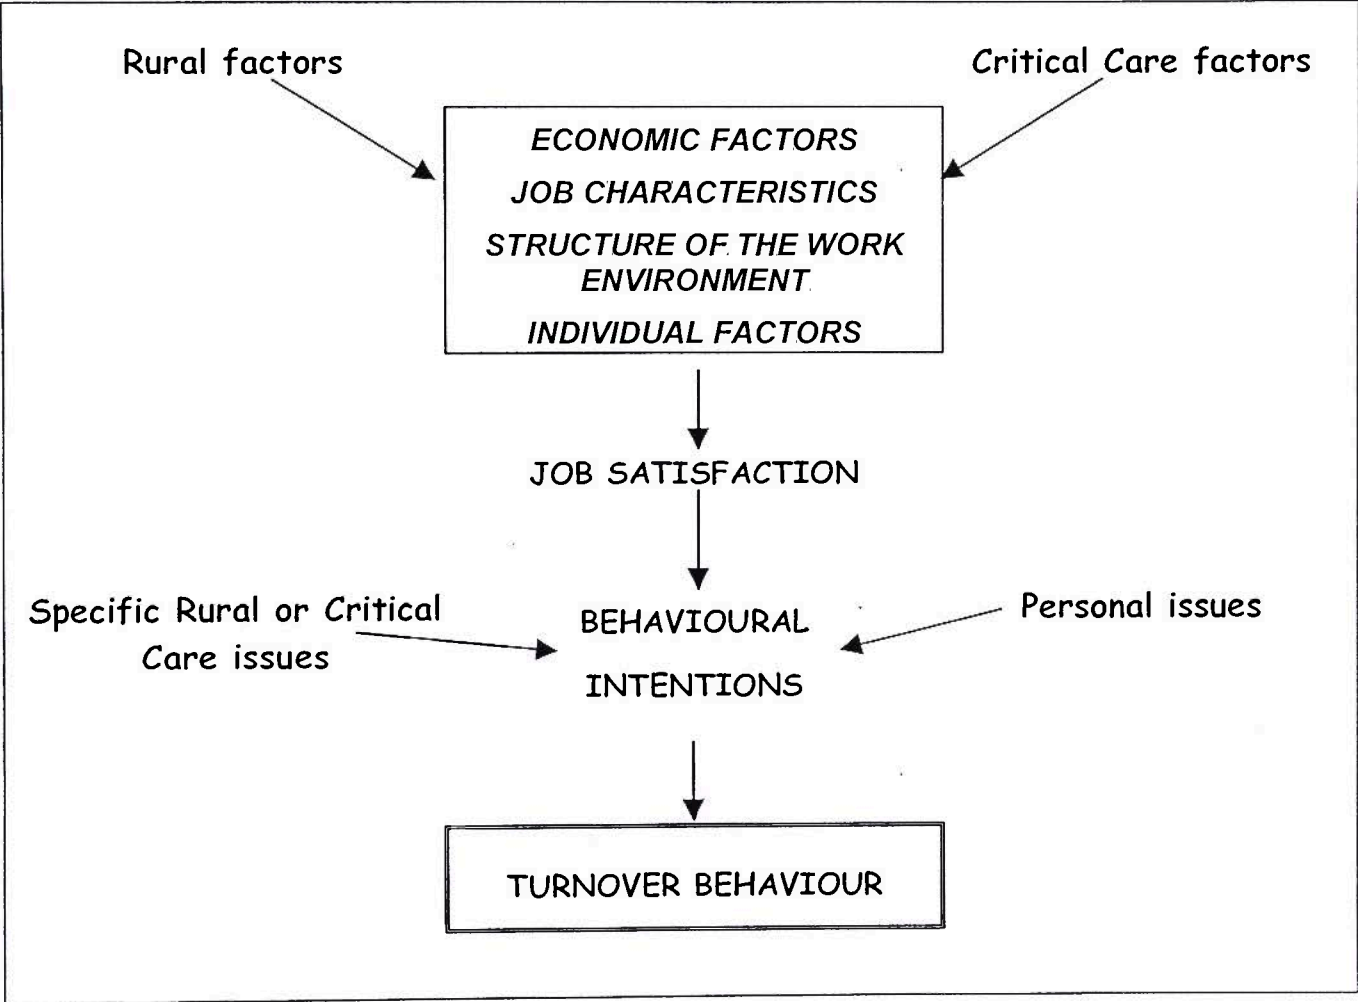 Rural factors
Critical Care factors
ECONOMIC FACTORS
JOB CHARACTERISTICS
STRUCTURE OF THE WORK
ENVIRONMENT
INDIVIDUAL FACTORS
JOB SATISFACTION
Specific Rural or Critical
Care issues
BEHAVIOURAL
INTENTIONS
Personal issues
TURNOVER BEHAVIOUR